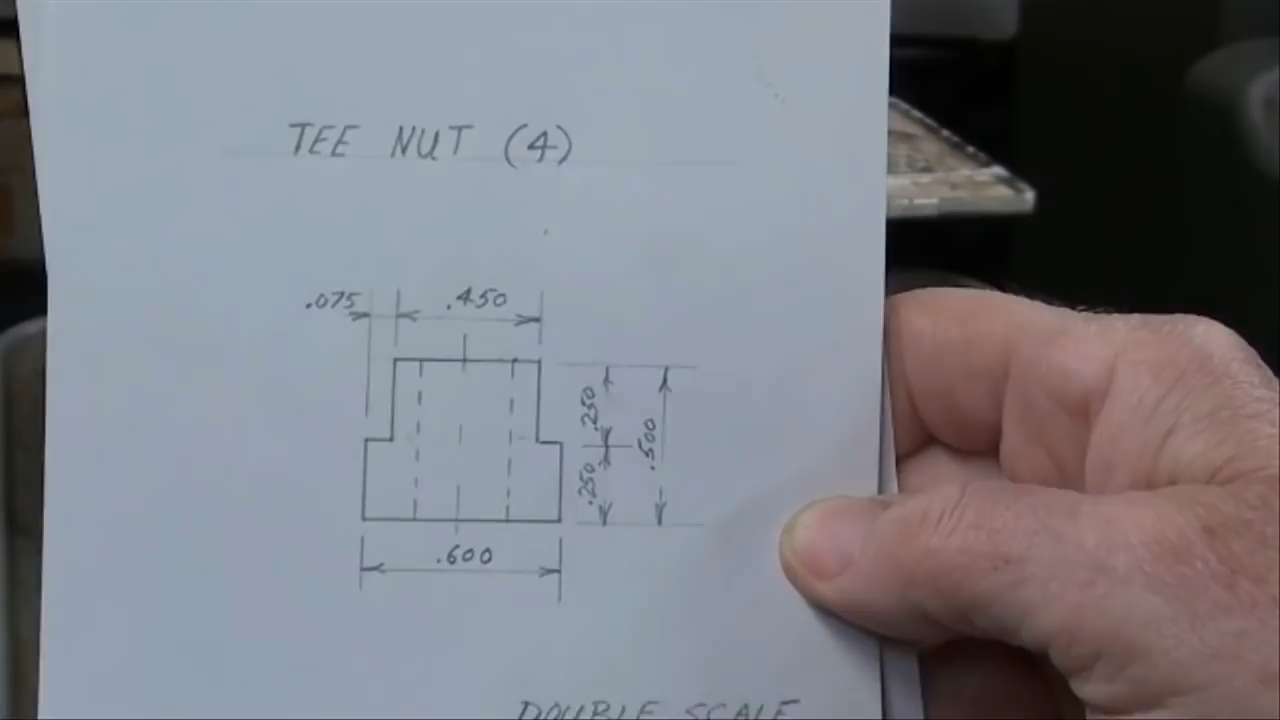 TEE NUT (4)
.075 .450
.250
.500
.250
.600
DOUBLE SCALE